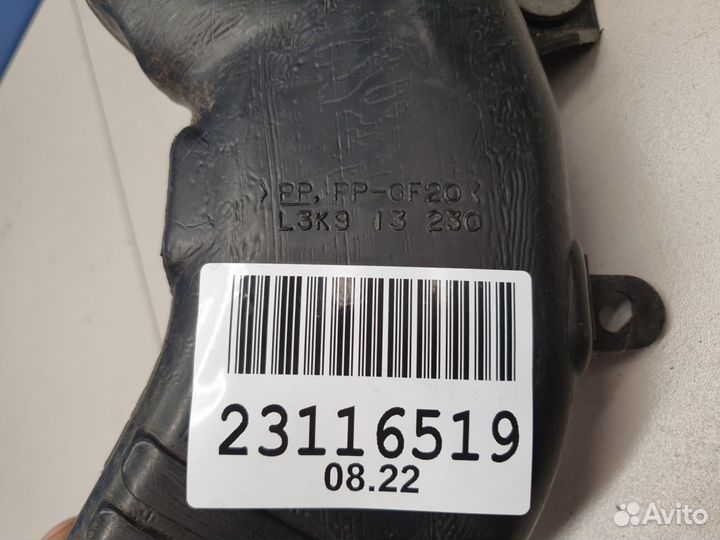 >PP, PP-GF20<
L3K9 13 230
23116519
08.22
Avito